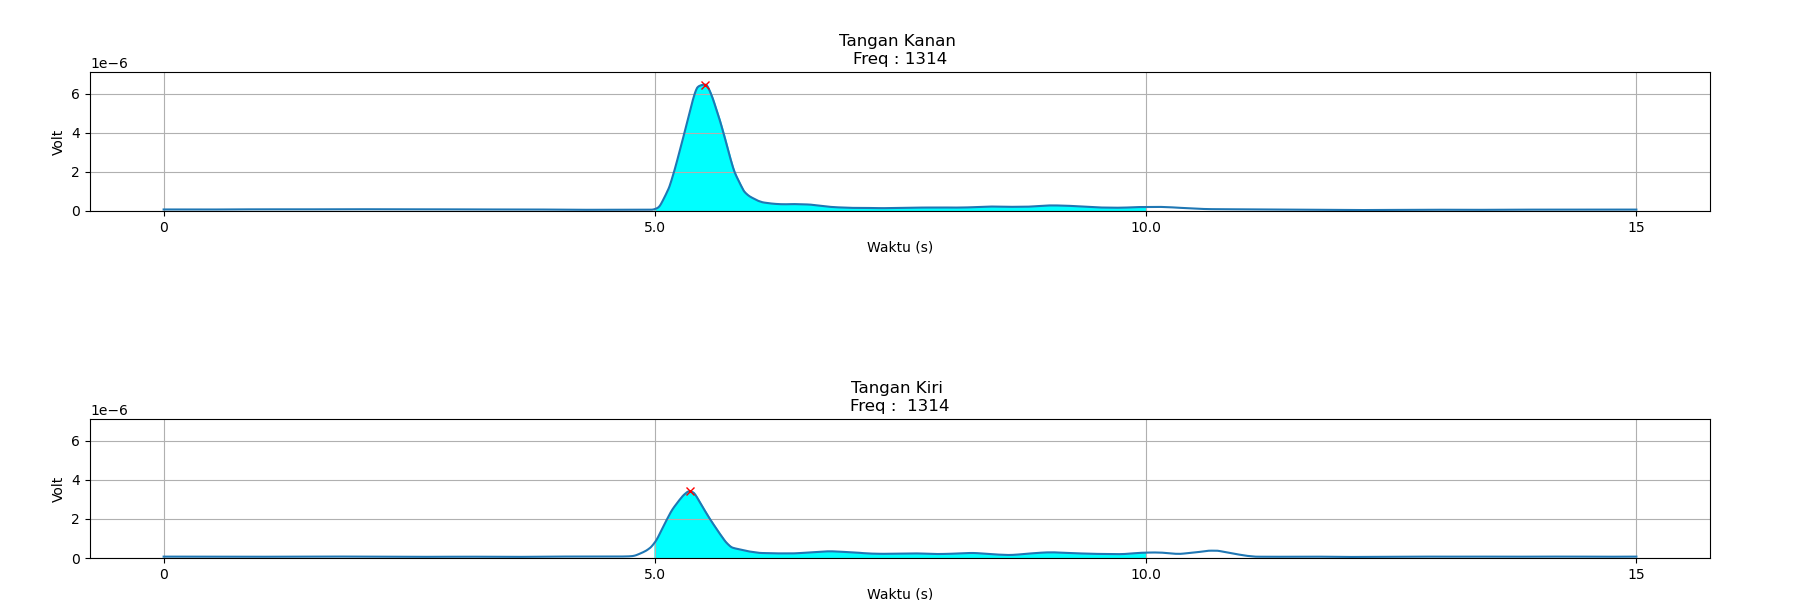 Tangan Kanan
Freq : 1314
1e−6
6
4
2
0
Volt
0 5.0 10.0 15
Waktu (s)
Tangan Kiri
Freq :  1314
1e−6
6
4
2
0
Volt
0 5.0 10.0 15
Waktu (s)